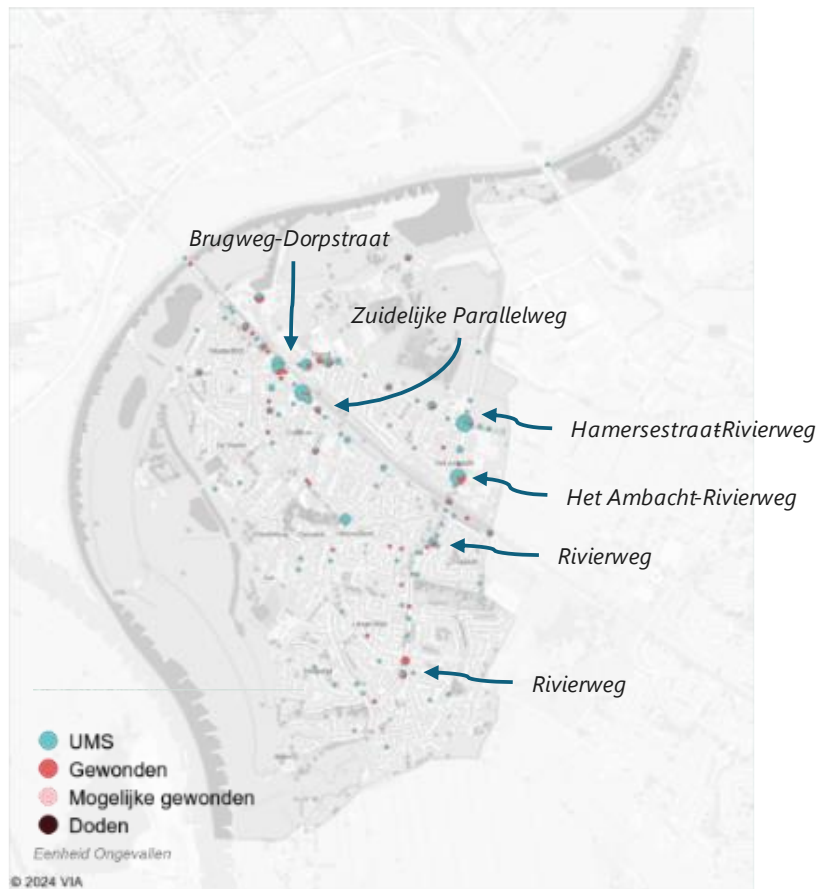 Brugweg-Dorpstraat
Zuidelijke Parallelweg
Hamersestraat-Rivierweg
Het Ambacht-Rivierweg
Rivierweg
Rivierweg
UMS
Gewonden
Mogelijke gewonden
Doden
Eenheid Ongevallen
© 2024 VIA